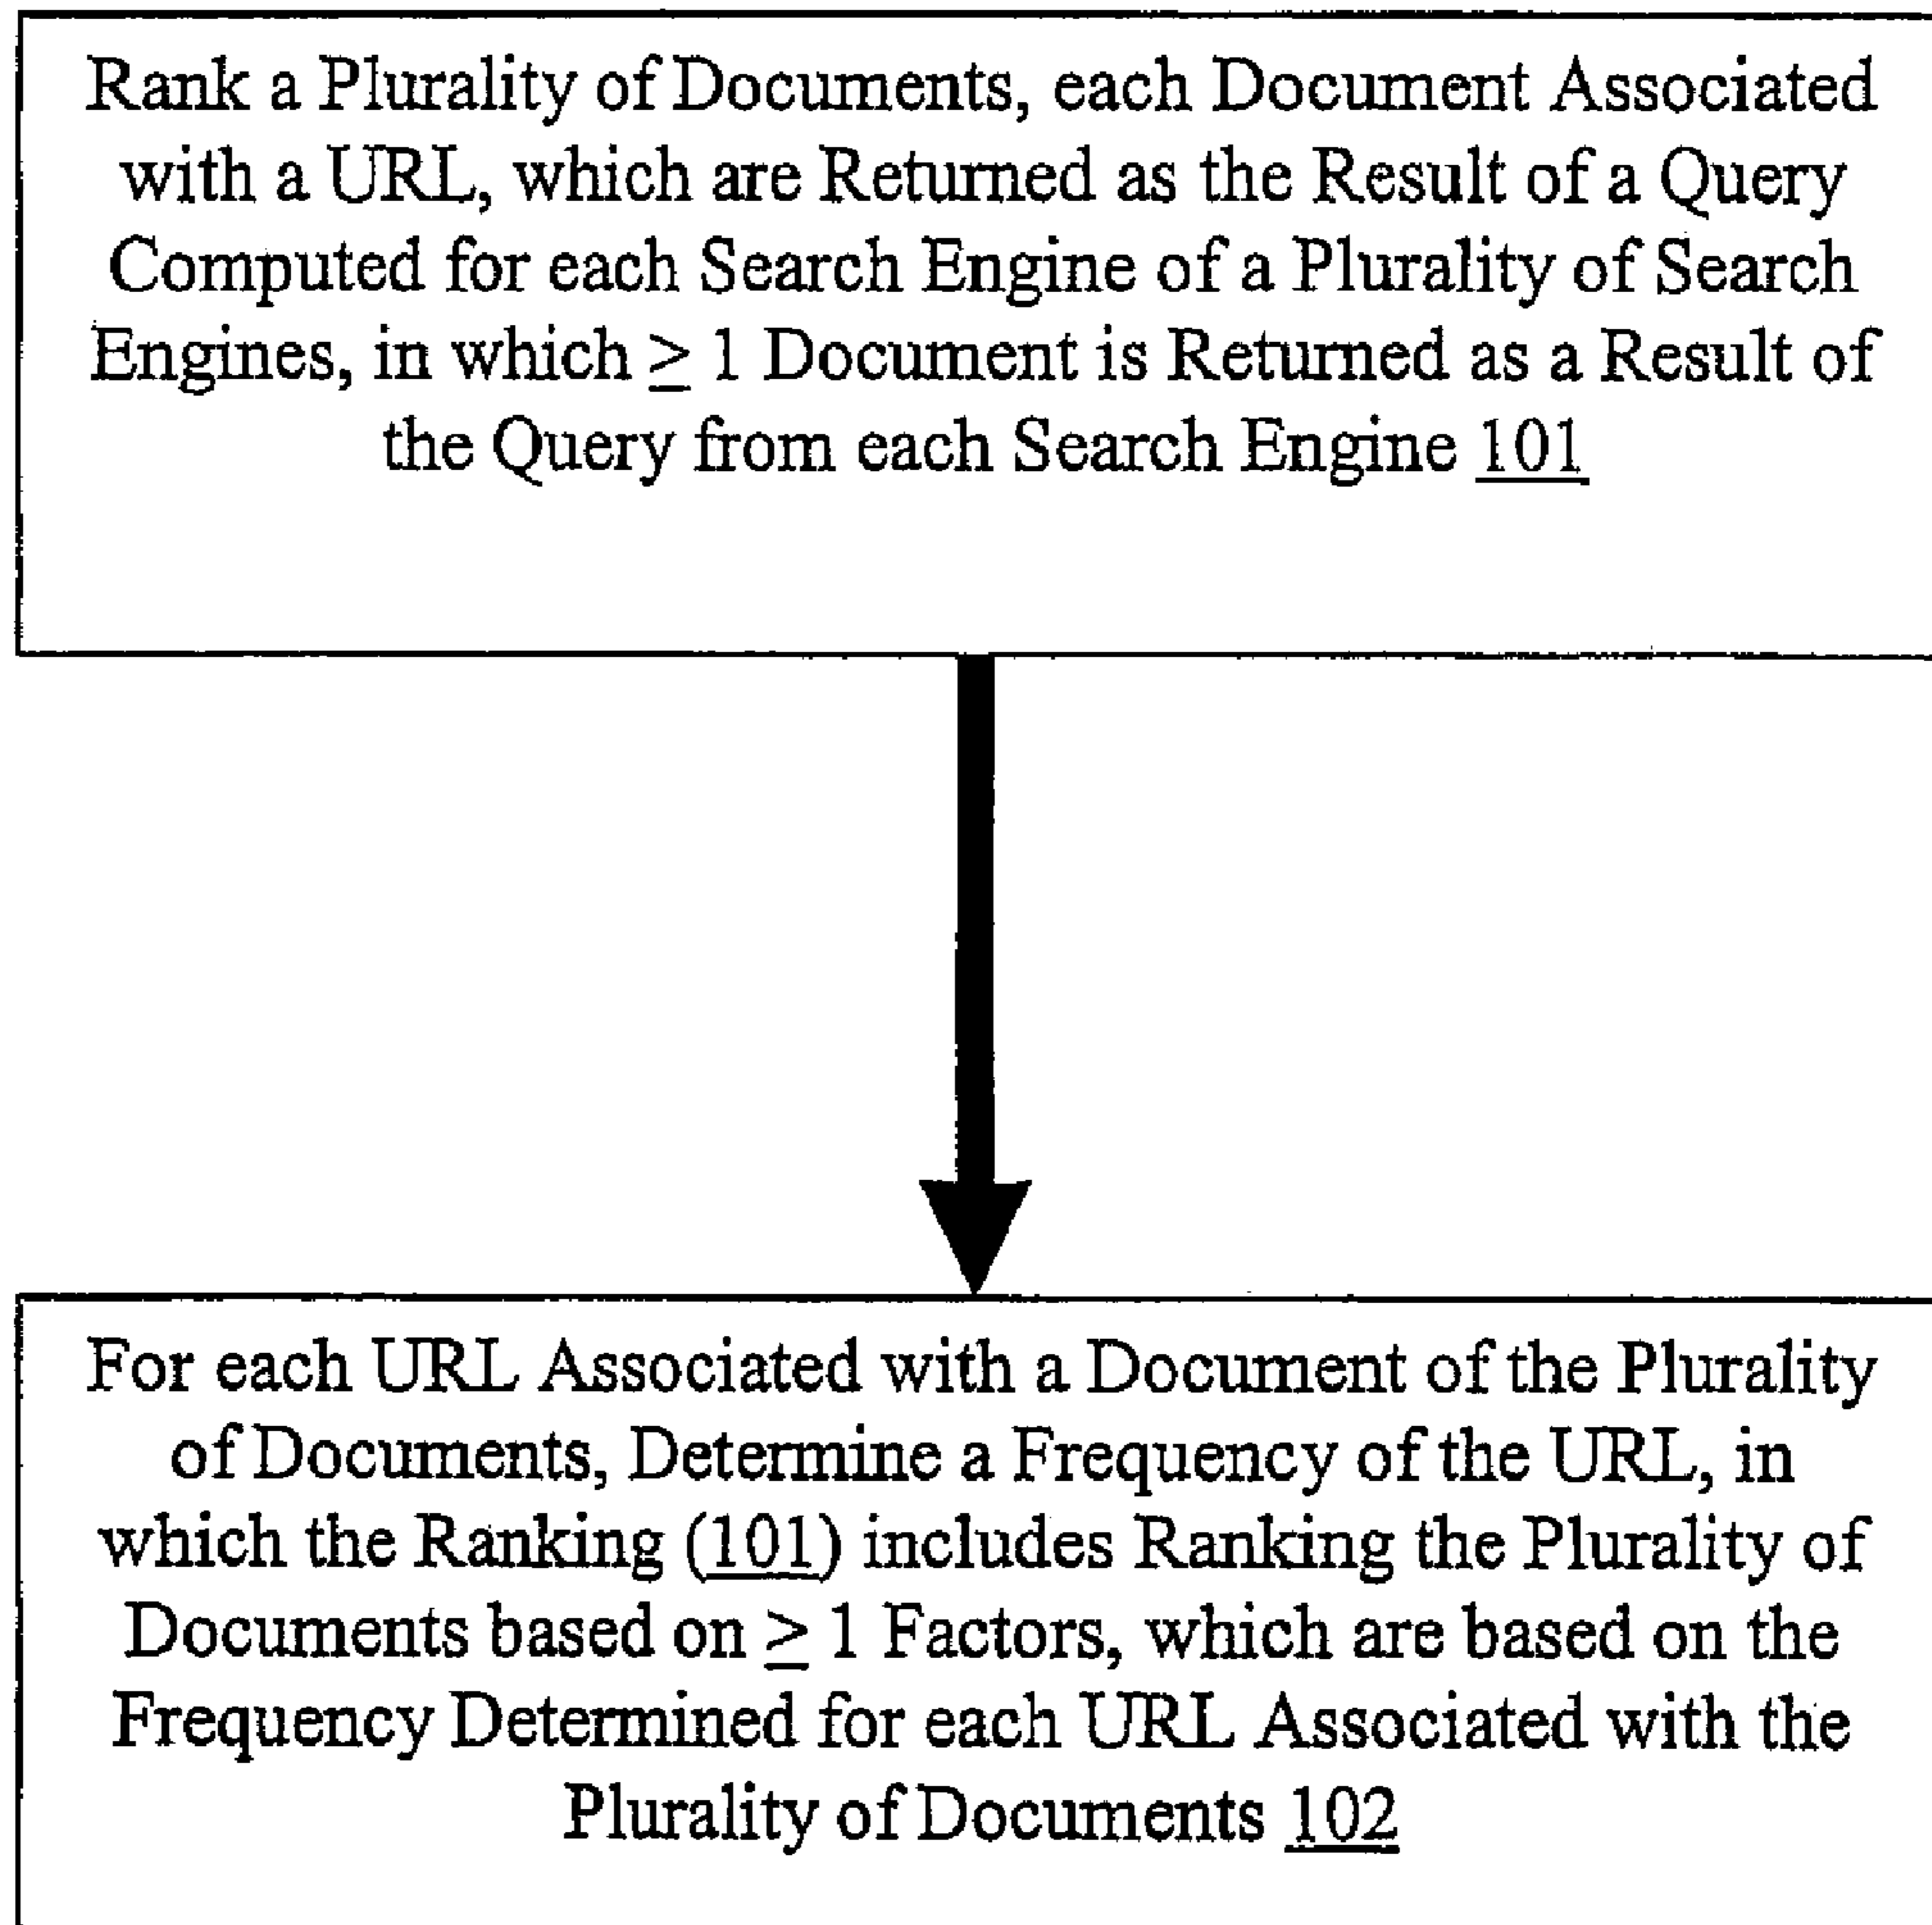 Rank a Plurality of Documents, each Document Associated
with a URL, which are Returned as the Result of a Query
Computed for each Search Engine of a Plurality of Search
Engines, in which ≥ 1 Document is Returned as a Result of
the Query from each Search Engine 101
For each URL Associated with a Document of the Plurality
of Documents, Determine a Frequency of the URL, in
which the Ranking (101) includes Ranking the Plurality of
Documents based on ≥ 1 Factors, which are based on the
Frequency Determined for each URL Associated with the
Plurality of Documents 102